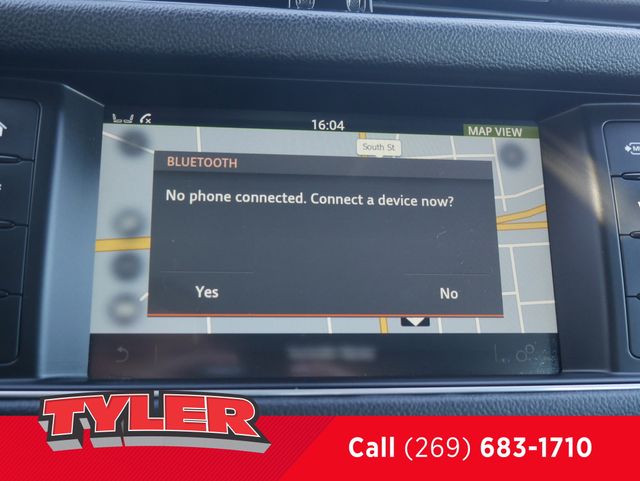 16:04
MAP VIEW
South St
BLUETOOTH
No phone connected. Connect a device now?
Yes No
TYLER
Call (269) 683-1710